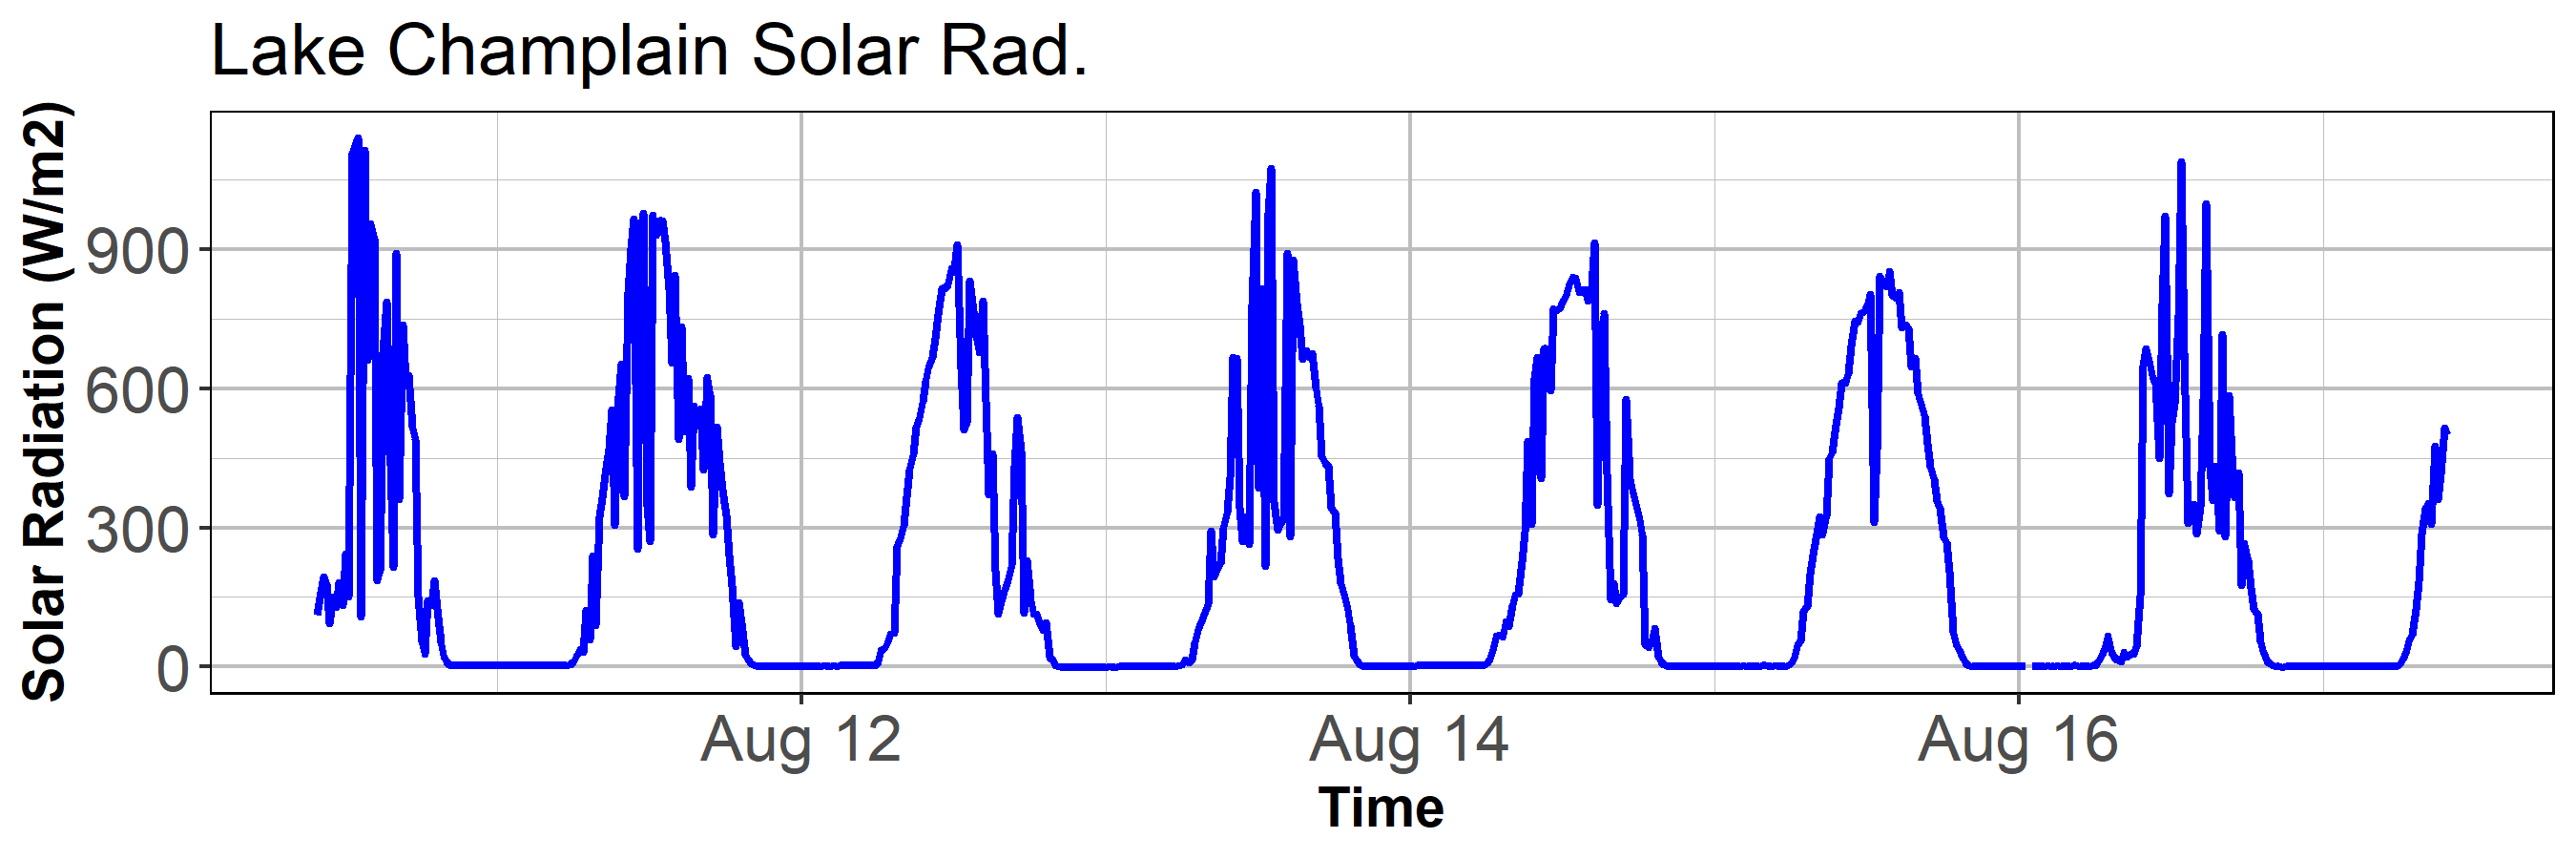 Lake Champlain Solar Rad.
Solar Radiation (W/m2)
900
600
300
0
Aug 12
Aug 14
Aug 16
Time